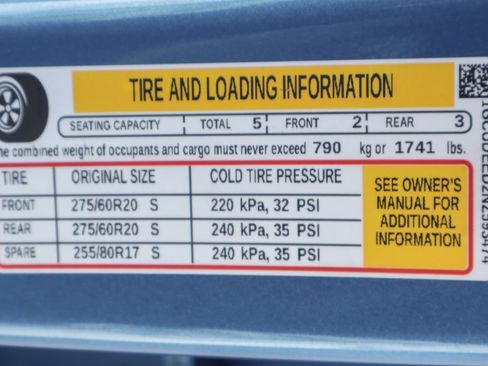 TIRE AND LOADING INFORMATION
SEATING CAPACITY TOTAL 5 FRONT 2 REAR 3
he combined weight of occupants and cargo must never exceed 790 kg or 1741 lbs.
TIRE ORIGINAL SIZE COLD TIRE PRESSURE
FRONT 275/60R20 S 220 kPa, 32 PSI
REAR 275/60R20 S 240 kPa, 35 PSI
SPARE 255/80R17 S 240 kPa, 35 PSI
SEE OWNER'S
MANUAL FOR
ADDITIONAL
INFORMATION